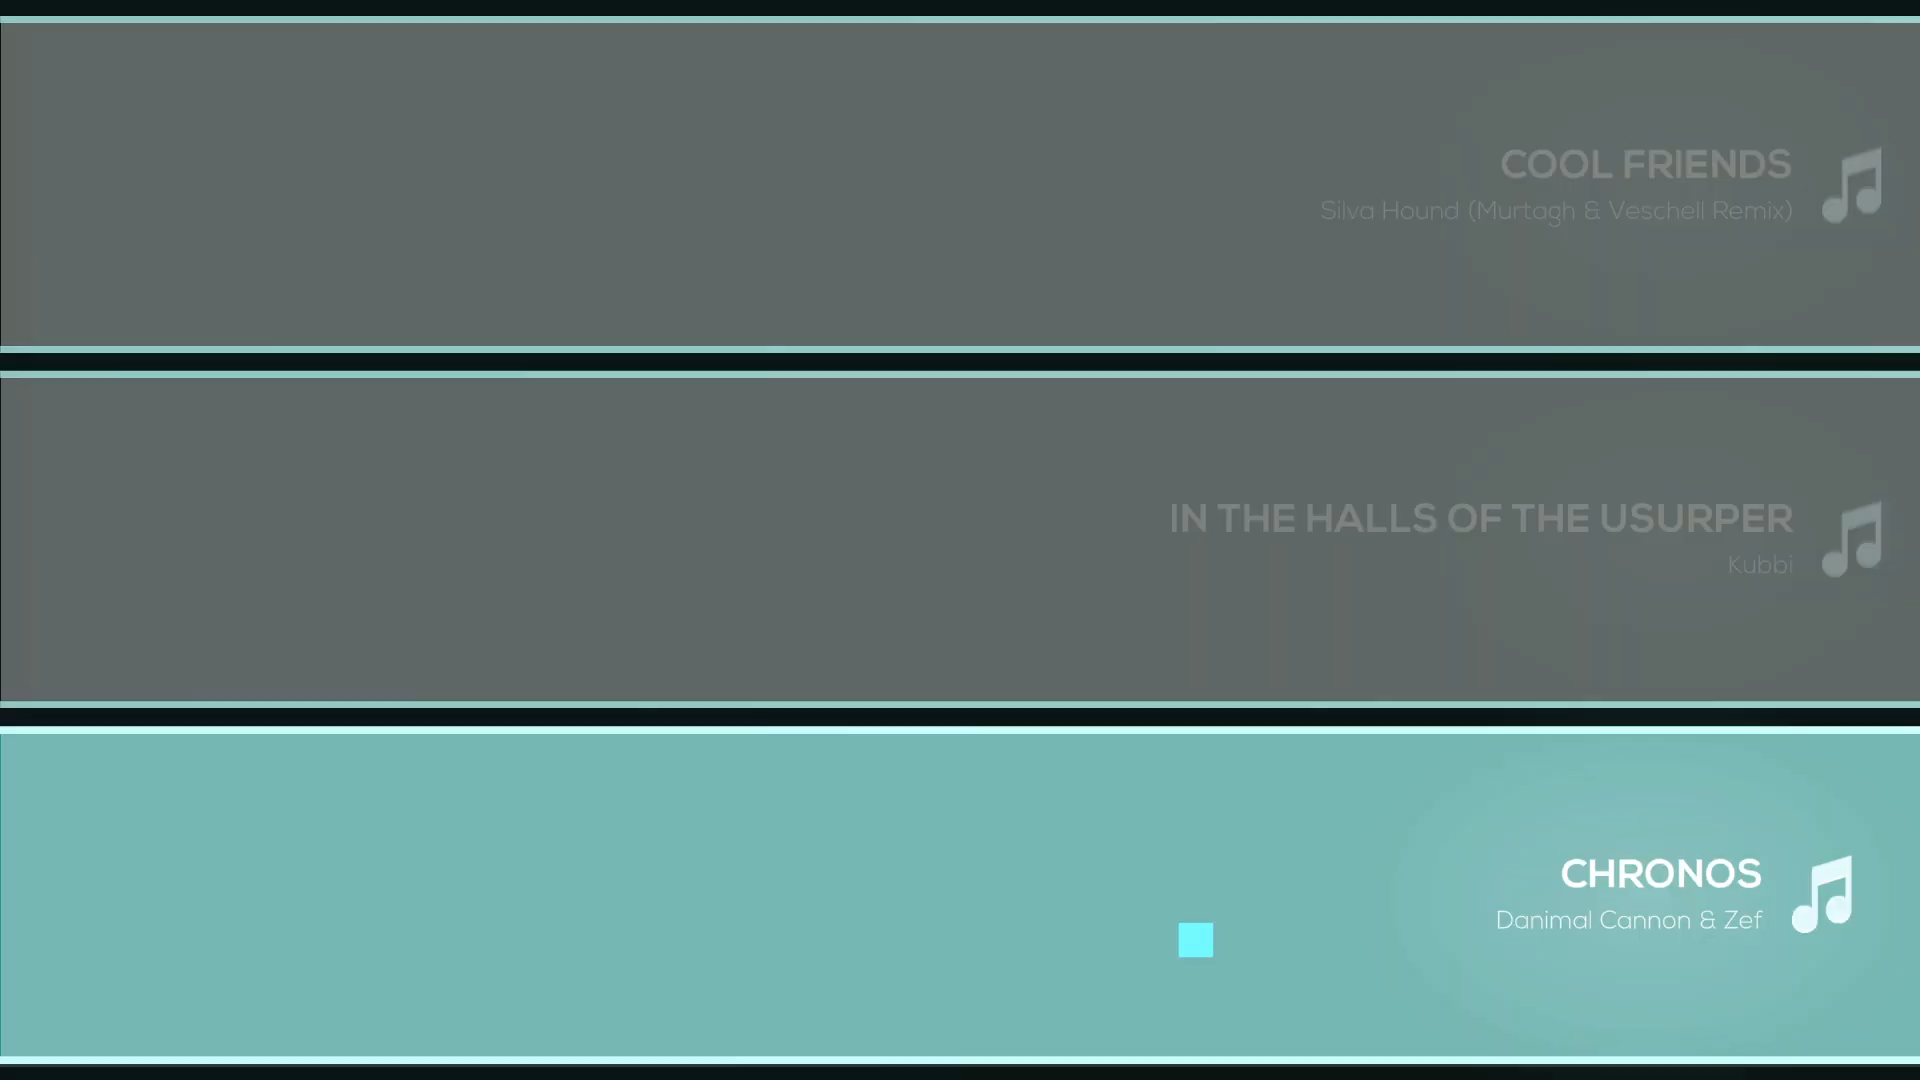 COOL FRIENDS
Silva Hound (Murtagh & Veschell Remix)
IN THE HALLS OF THE USURPER
Kubbi
CHRONOS
Danimal Cannon & Zef